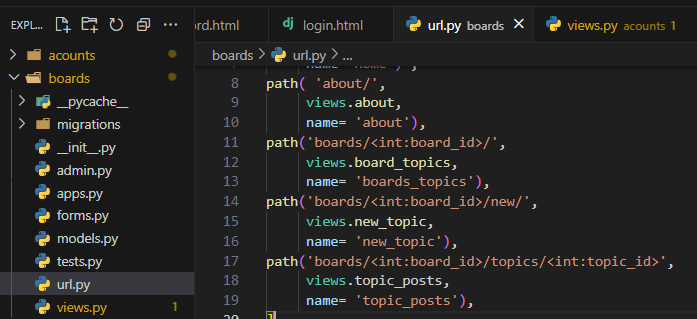 EXPL...
rd.html
login.html
url.py boards
views.py acounts 1
acounts
boards
__pycache__
migrations
__init__.py
admin.py
apps.py
forms.py
models.py
tests.py
url.py
views.py 1
boards > url.py > ...
8 path( 'about/',
9 views.about,
10 name= 'about'),
11 path('boards/<int:board_id>/',
12 views.board_topics,
13 name= 'boards_topics'),
14 path('boards/<int:board_id>/new/',
15 views.new_topic,
16 name= 'new_topic'),
17 path('boards/<int:board_id>/topics/<int:topic_id>',
18 views.topic_posts,
19 name= 'topic_posts'),
20 ]